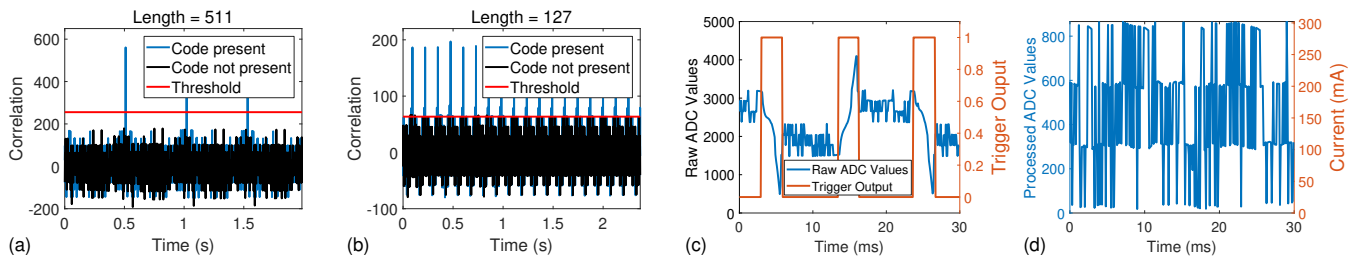 Length = 511
600
400
200
0
-200
Correlation
Code present
Code not present
Threshold
0
0.5
1
1.5
Time (s)
(a)
Length = 127
200
100
0
-100
Correlation
Code present
Code not present
Threshold
0
0.5
1
1.5
2
Time (s)
(b)
5000
4000
3000
2000
1000
0
Raw ADC Values
1
0.8
0.6
0.4
0.2
0
Trigger Ouput
Raw ADC Values
Trigger Output
0
10
20
30
Time (ms)
(c)
800
600
400
200
0
Processed ADC Values
300
250
200
150
100
50
0
Current (mA)
0
10
20
30
Time (ms)
(d)